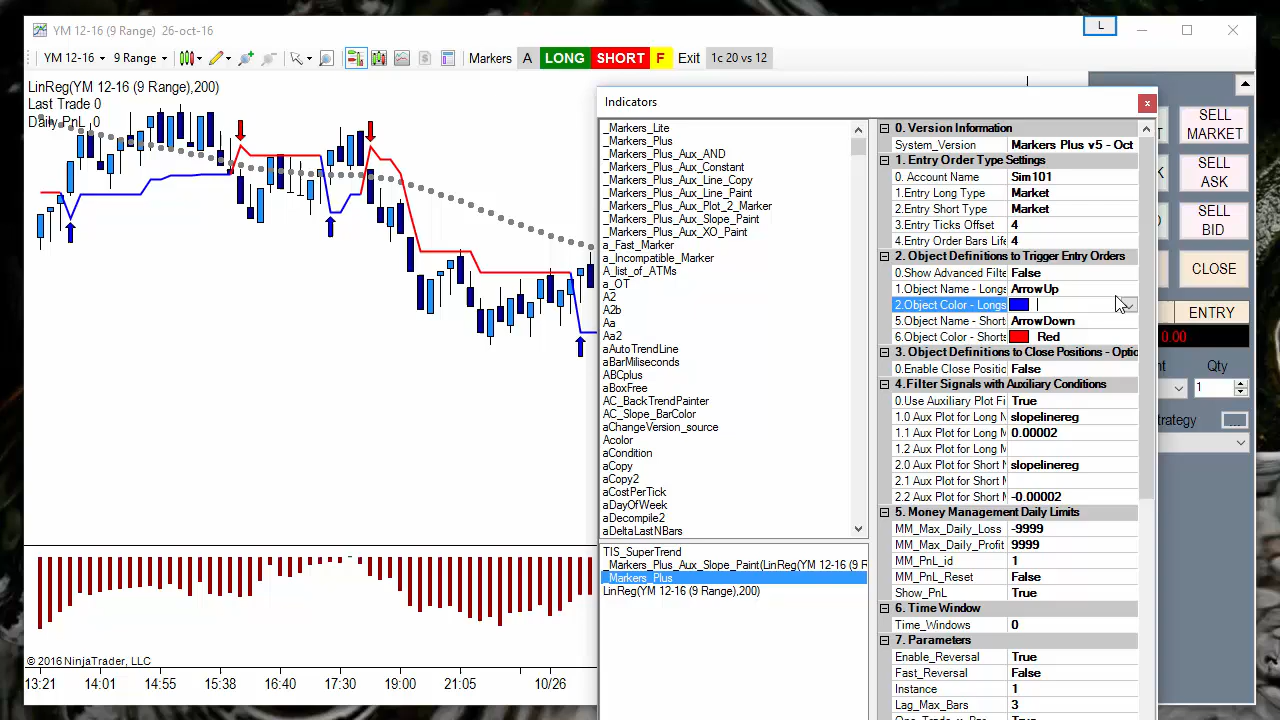 YM 12-16 (9 Range) 26-oct-16
L
YM 12-16
9 Range
Markers
A
LONG
SHORT
F
Exit
1c 20 vs 12
LinReg(YM 12-16 (9 Range),200)
Last Trade 0
Daily PnL 0
© 2016 NinjaTrader, LLC
13:21
14:01
14:55
15:38
16:40
17:30
19:00
21:05
10/26
Indicators
_Markers_Lite
_Markers_Plus
_Markers_Plus_Aux_AND
_Markers_Plus_Aux_Constant
_Markers_Plus_Aux_Line_Copy
_Markers_Plus_Aux_Line_Paint
_Markers_Plus_Aux_Plot_2_Marker
_Markers_Plus_Aux_Slope_Paint
_Markers_Plus_Aux_XO_Paint
a_Fast_Marker
a_Incompatible_Marker
A_list_of_ATMs
a_OT
A2
A2b
Aa
Aa2
aAutoTrendLine
aBarMiliseconds
ABCplus
aBoxFree
AC_BackTrendPainter
AC_Slope_BarColor
aChangeVersion_source
Acolor
aCondition
aCopy
aCopy2
aCostPerTick
aDayOfWeek
aDecompile2
aDeltaLastNBars
TIS_SuperTrend
_Markers_Plus_Aux_Slope_Paint(LinReg(YM 12-16 (9 R
_Markers_Plus
LinReg(YM 12-16 (9 Range),200)
0. Version Information
System_Version Markers Plus v5 - Oct
1. Entry Order Type Settings
0. Account Name Sim101
1.Entry Long Type Market
2.Entry Short Type Market
3.Entry Ticks Offset 4
4.Entry Order Bars Life 4
2. Object Definitions to Trigger Entry Orders
0.Show Advanced Filte False
1.Object Name - Longs ArrowUp
2.Object Color - Longs
5.Object Name - Shorts ArrowDown
6.Object Color - Shorts Red
3. Object Definitions to Close Positions - Optio
0.Enable Close Positio False
4.Filter Signals with Auxiliary Conditions
0.Use Auxiliary Plot Fi True
1.0 Aux Plot for Long M slopelinereg
1.1 Aux Plot for Long M 0.00002
1.2 Aux Plot for Long M
2.0 Aux Plot for Short M slopelinereg
2.1 Aux Plot for Short M
2.2 Aux Plot for Short M -0.00002
5. Money Management Daily Limits
MM_Max_Daily_Loss -9999
MM_Max_Daily_Profit 9999
MM_PnL_id 1
MM_PnL_Reset False
Show_PnL True
6. Time Window
Time_Windows 0
7. Parameters
Enable_Reversal True
Fast_Reversal False
Instance 1
Lag_Max_Bars 3
SELL
MARKET
SELL
ASK
SELL
BID
CLOSE
ENTRY
0.00
Qty
1